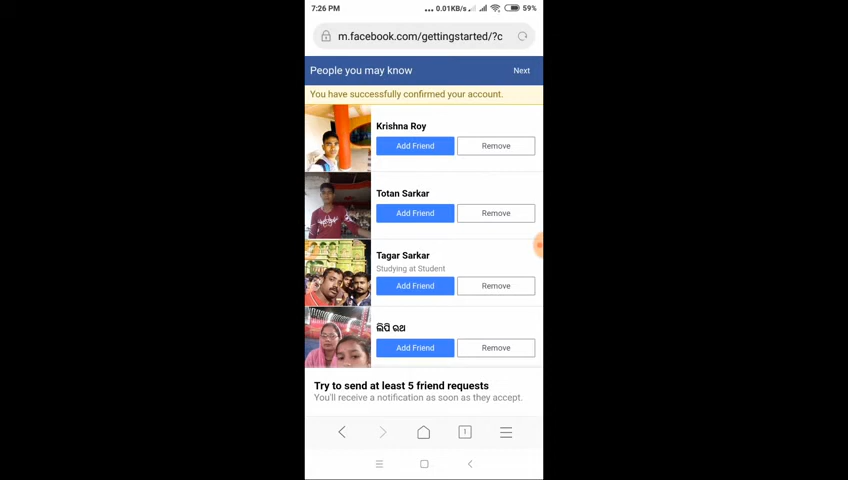 7:26 PM ... 0.01KB/s 59%
m.facebook.com/gettingstarted/?c
People you may know Next
You have successfully confirmed your account.
Krishna Roy
Add Friend Remove
Totan Sarkar
Add Friend Remove
Tagar Sarkar
Studying at Student
Add Friend Remove
ଲିପି ରଥ
Add Friend Remove
Try to send at least 5 friend requests
You'll receive a notification as soon as they accept.
1